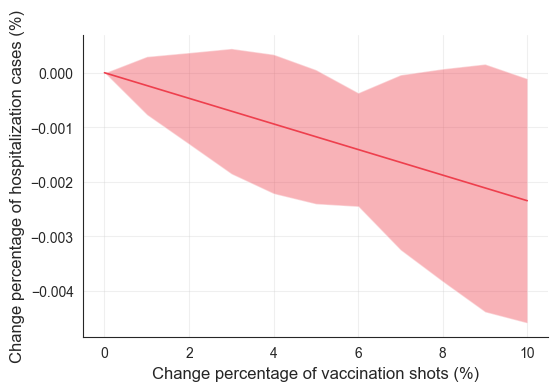 Change percentage of hospitalization cases (%)
0.000
−0.001
−0.002
−0.003
−0.004
0 2 4 6 8 10
Change percentage of vaccination shots (%)